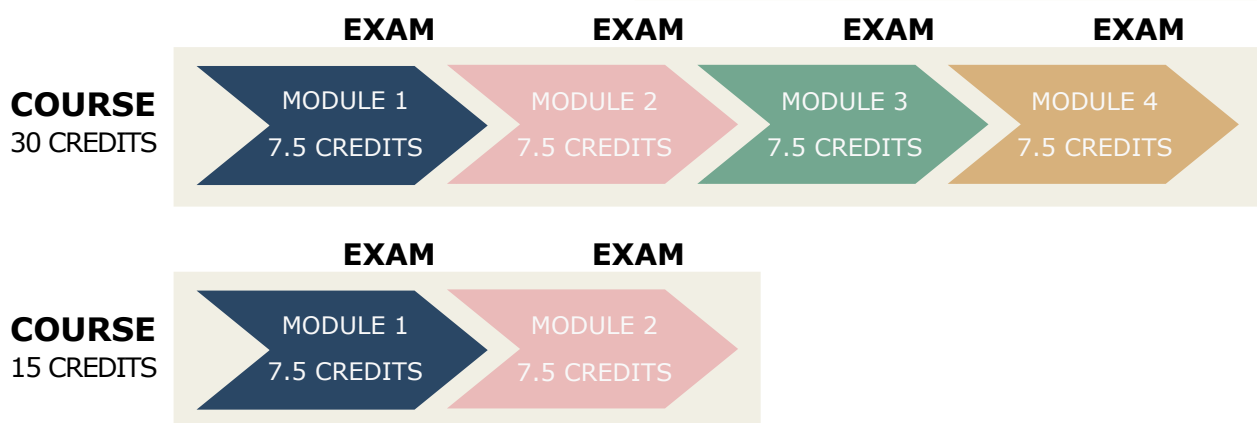 EXAM EXAM EXAM EXAM
COURSE
30 CREDITS
MODULE 1 MODULE 2 MODULE 3 MODULE 4
7.5 CREDITS 7.5 CREDITS 7.5 CREDITS 7.5 CREDITS
EXAM EXAM
COURSE
15 CREDITS
MODULE 1 MODULE 2
7.5 CREDITS 7.5 CREDITS